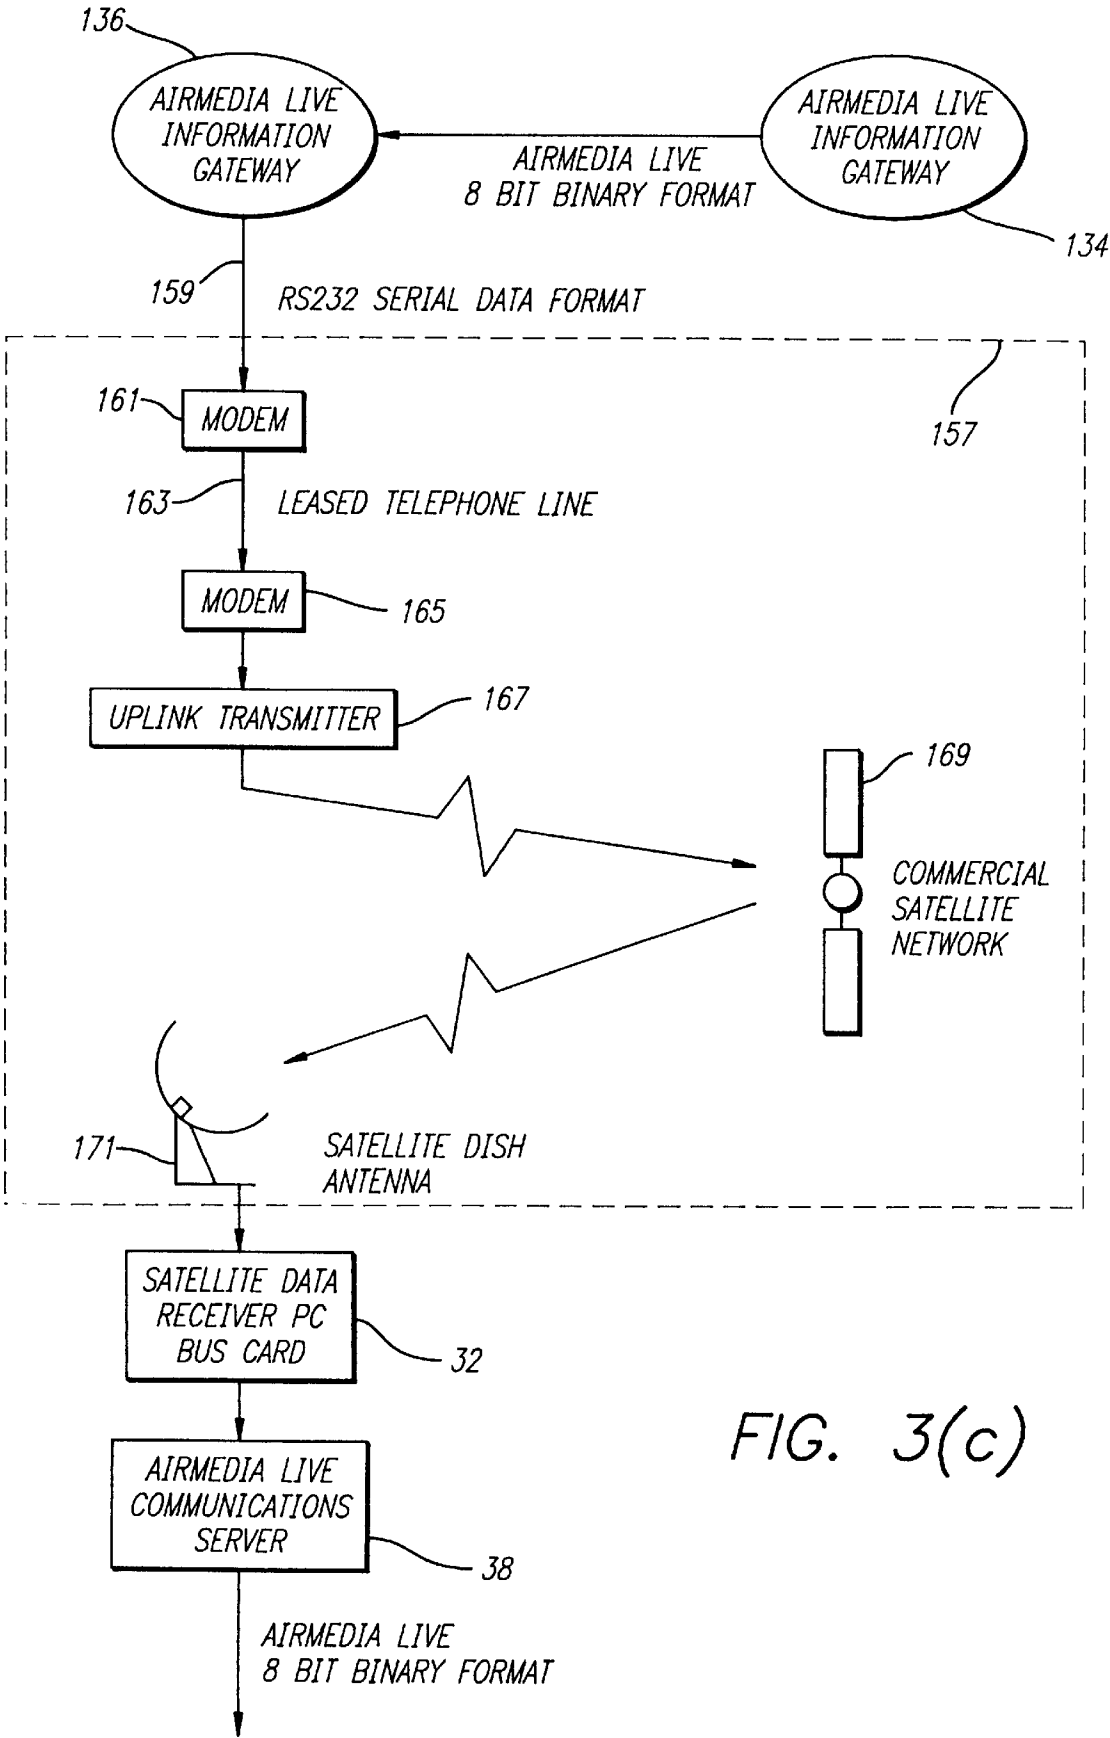 136
AIRMEDIA LIVE
INFORMATION
GATEWAY
AIRMEDIA LIVE
INFORMATION
GATEWAY
AIRMEDIA LIVE
8 BIT BINARY FORMAT
134
159
RS232 SERIAL DATA FORMAT
161
MODEM
157
163
LEASED TELEPHONE LINE
MODEM
165
UPLINK TRANSMITTER
167
169
COMMERCIAL
SATELLITE
NETWORK
171
SATELLITE DISH
ANTENNA
SATELLITE DATA
RECEIVER PC
BUS CARD
32
AIRMEDIA LIVE
COMMUNICATIONS
SERVER
38
FIG. 3(c)
AIRMEDIA LIVE
8 BIT BINARY FORMAT